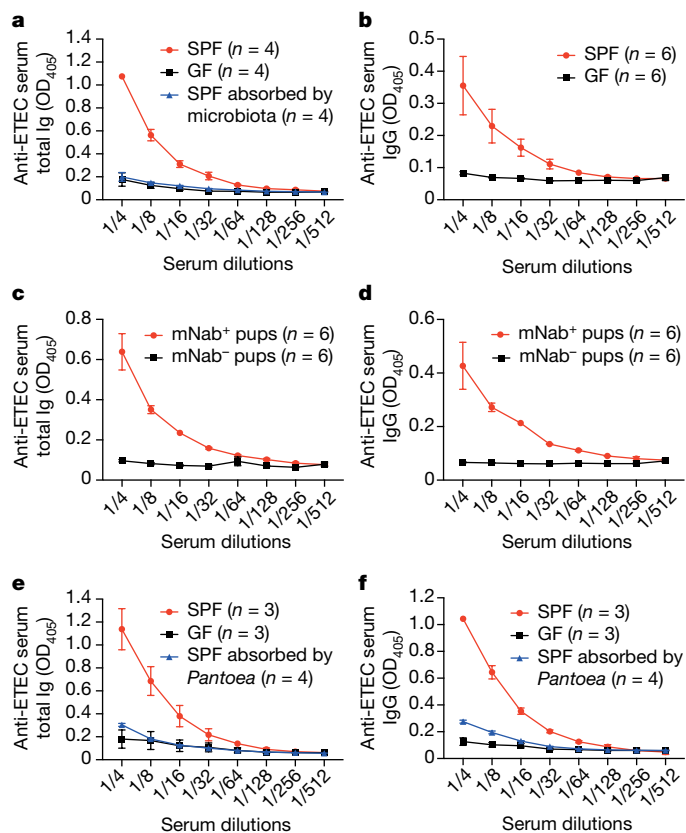 a
Anti-ETEC serum
total Ig (OD405)
1.4
1.2
1.0
0.8
0.6
0.4
0.2
0
SPF (n = 4)
GF (n = 4)
SPF absorbed by
microbiota (n = 4)
1/4
1/8
1/16
1/32
1/64
1/128
1/256
1/512
Serum dilutions
b
Anti-ETEC serum
IgG (OD405)
0.5
0.4
0.3
0.2
0.1
0
SPF (n = 6)
GF (n = 6)
1/4
1/8
1/16
1/32
1/64
1/128
1/256
1/512
Serum dilutions
c
Anti-ETEC serum
total Ig (OD405)
0.8
0.6
0.4
0.2
0
mNab+ pups (n = 6)
mNab− pups (n = 6)
1/4
1/8
1/16
1/32
1/64
1/128
1/256
1/512
Serum dilutions
d
Anti-ETEC serum
IgG (OD405)
0.6
0.4
0.2
0
mNab+ pups (n = 6)
mNab− pups (n = 6)
1/4
1/8
1/16
1/32
1/64
1/128
1/256
1/512
Serum dilutions
e
Anti-ETEC serum
total Ig (OD405)
1.4
1.2
1.0
0.8
0.6
0.4
0.2
0
SPF (n = 3)
GF (n = 3)
SPF absorbed by
Pantoea (n = 4)
1/4
1/8
1/16
1/32
1/64
1/128
1/256
1/512
Serum dilutions
f
Anti-ETEC serum
IgG (OD405)
1.2
1.0
0.8
0.6
0.4
0.2
0
SPF (n = 3)
GF (n = 3)
SPF absorbed by
Pantoea (n = 4)
1/4
1/8
1/16
1/32
1/64
1/128
1/256
1/512
Serum dilutions